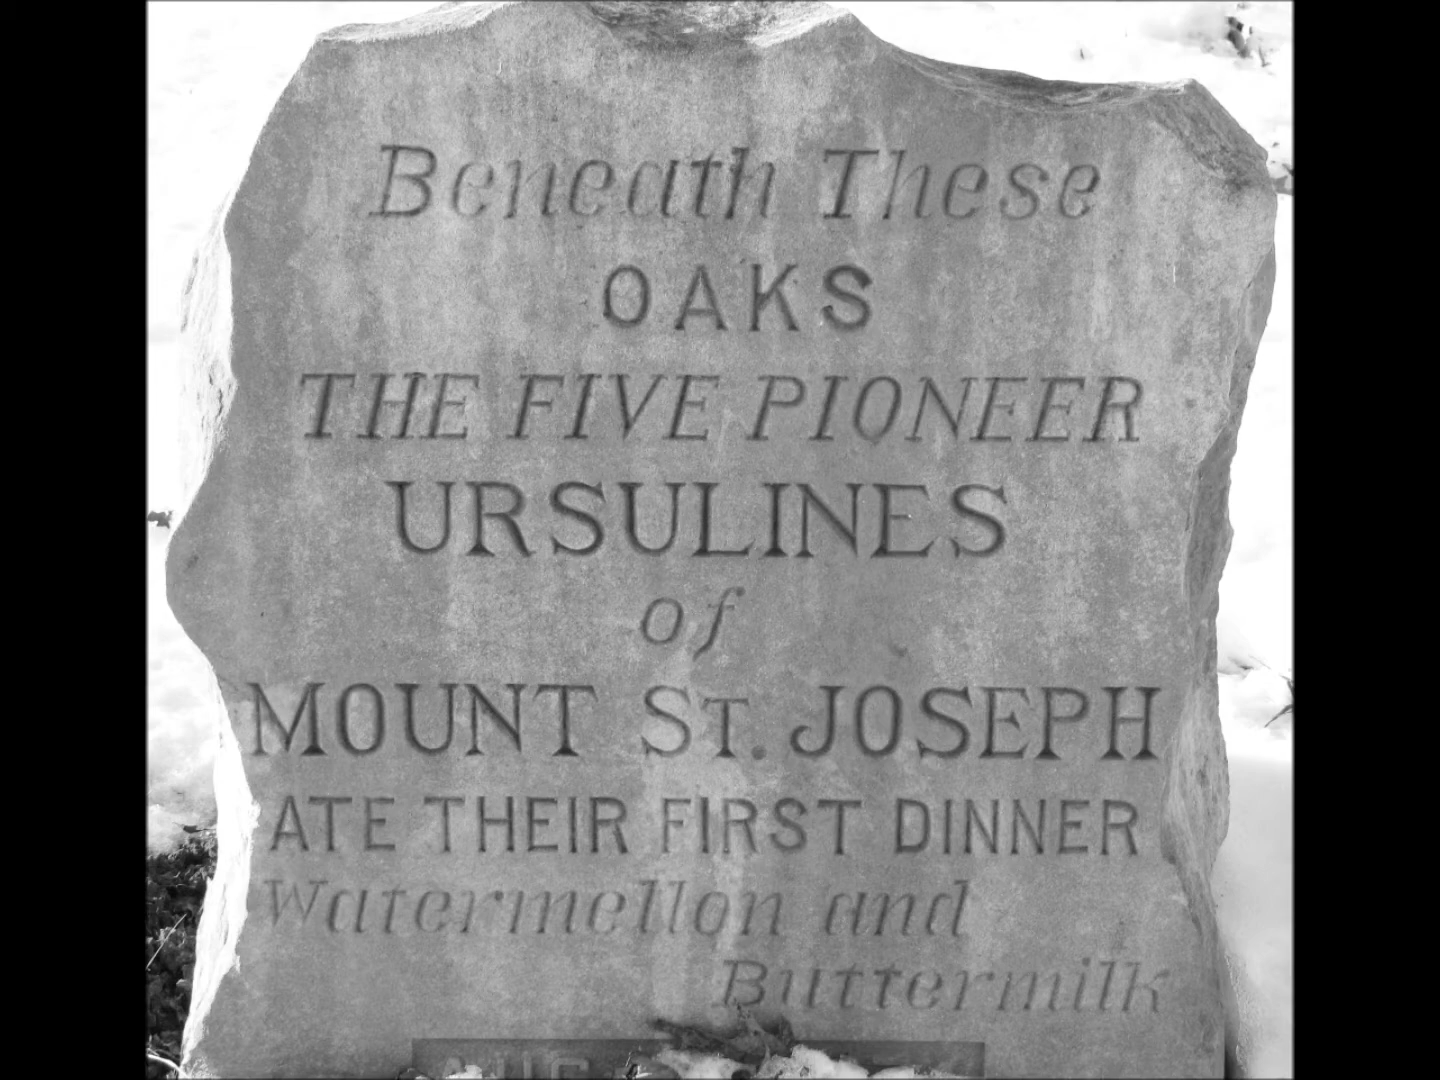 Beneath These
OAKS
THE FIVE PIONEER
URSULINES
of
MOUNT ST. JOSEPH
ATE THEIR FIRST DINNER
Watermellon and
Buttermilk